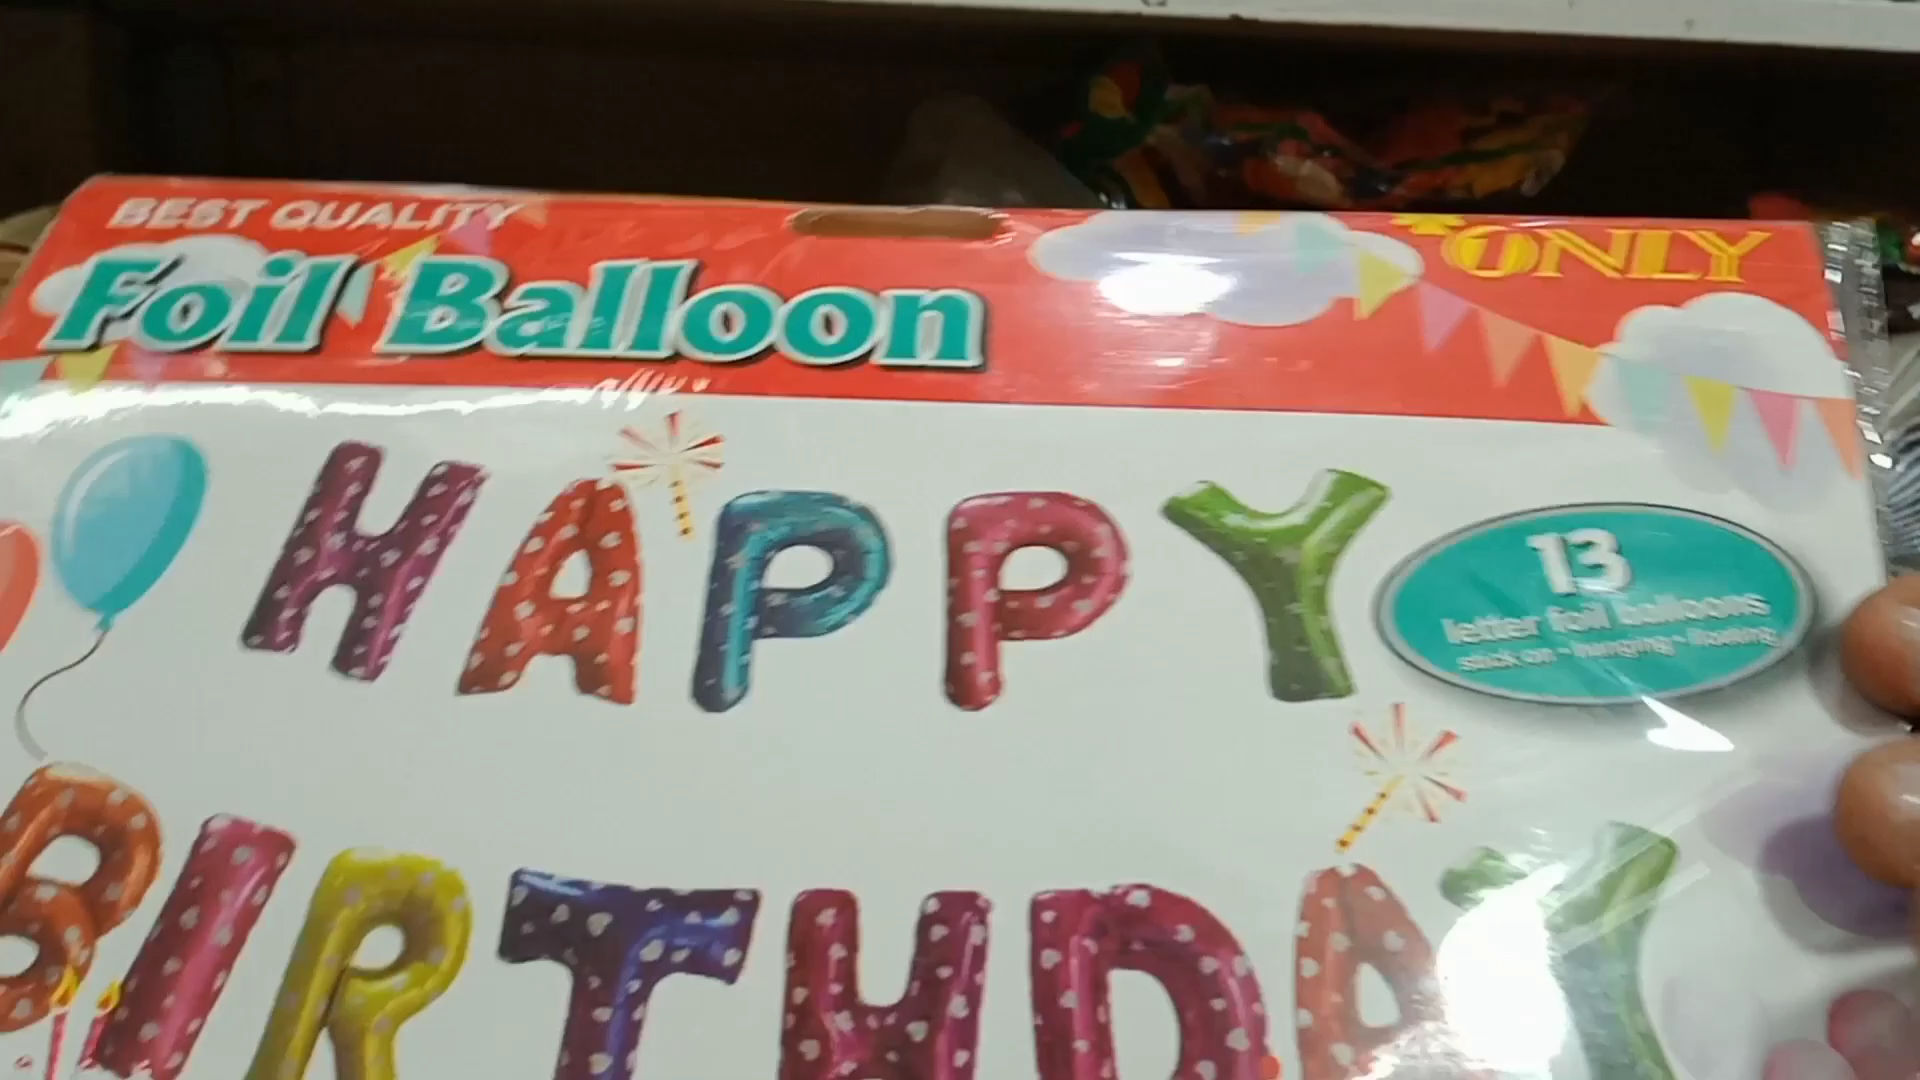 BEST QUALITY
Foil Balloon
ONLY
HAPPY
13
letter foil balloons
stick on - hanging - floating
BIRTHDAY